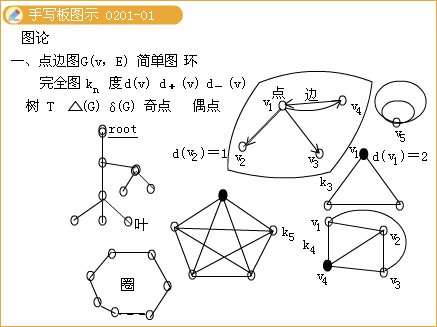 手写板图示 0201-01
图论
一、点边图G(v, E) 简单图 环
完全图 kn 度d(v) d+(v) d-(v)
树 T △(G) δ(G) 奇点 偶点
root
叶
圈
点 边
v1
v4
v2
v3
d(v2)=1
v5
v1 d(v1)=2
k3
k5
v1
v2
k4
v4
v3